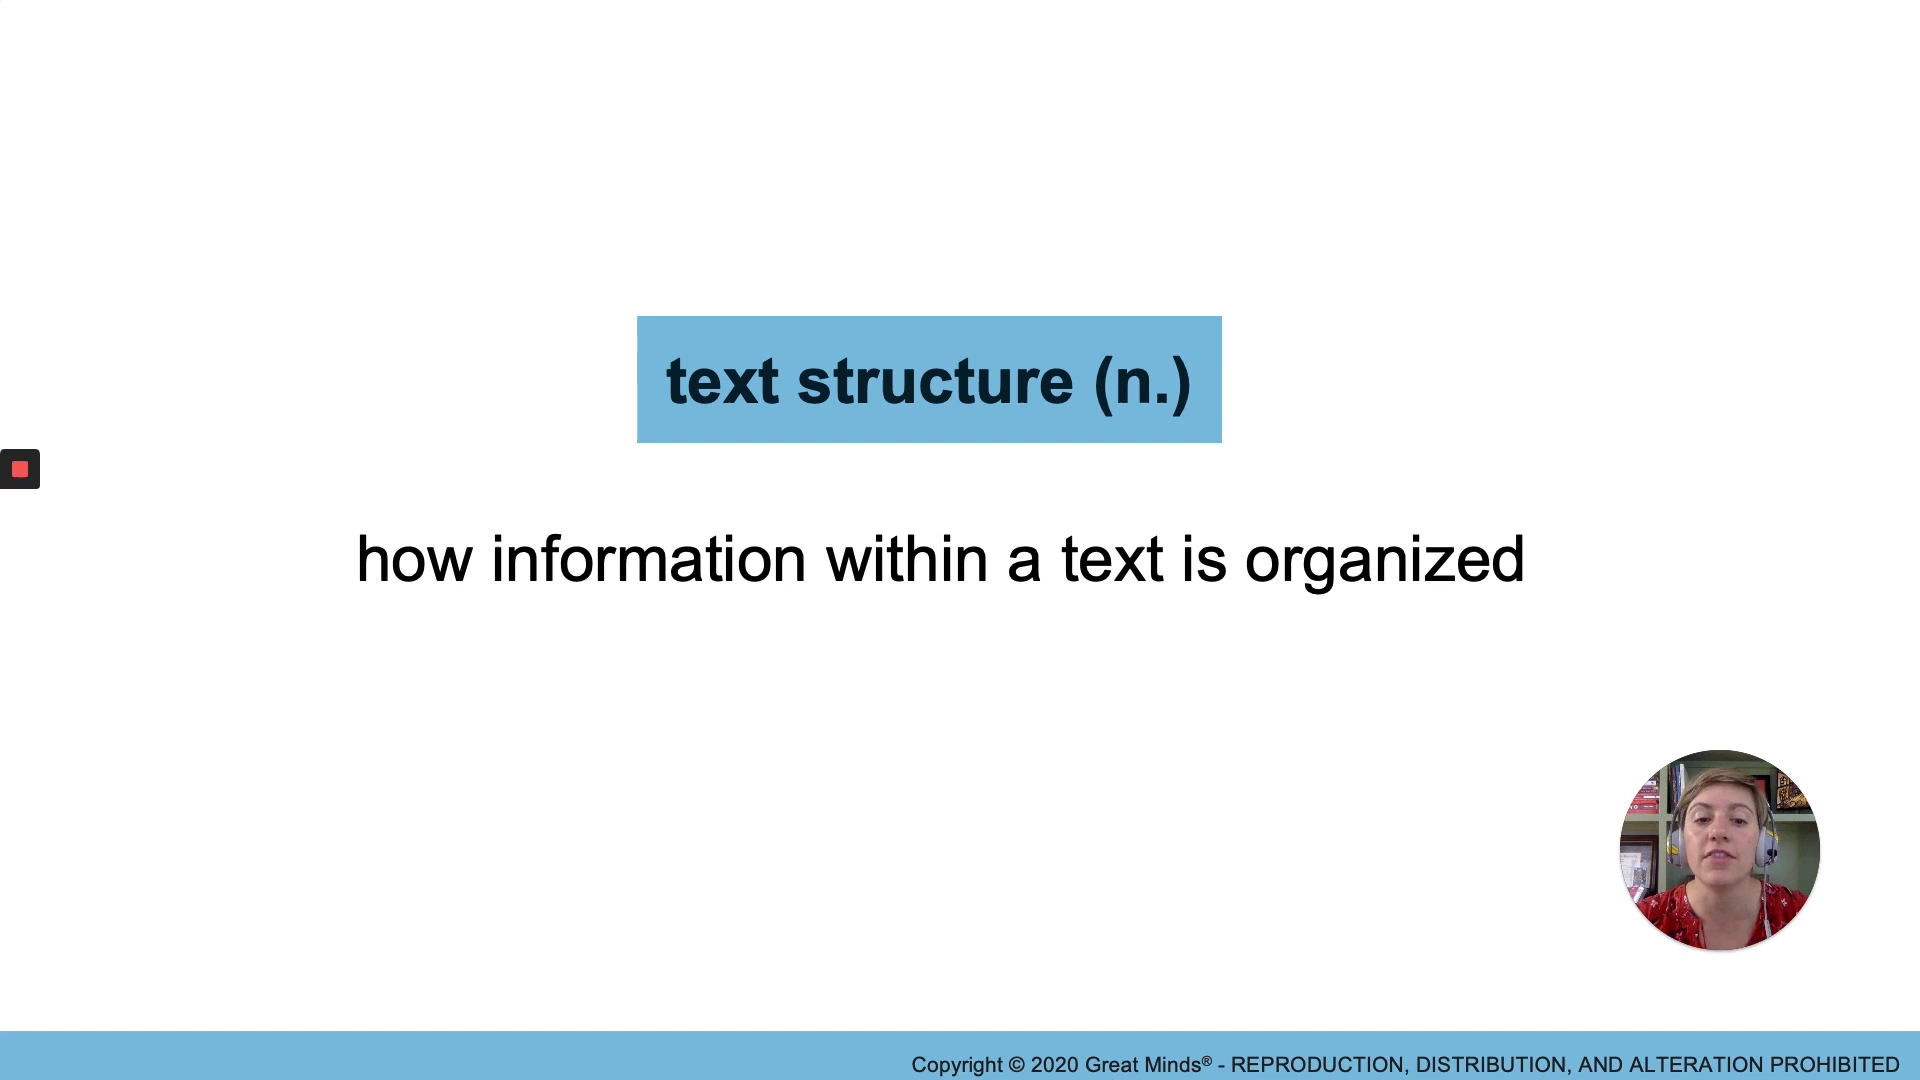 text structure (n.)
how information within a text is organized
Copyright © 2020 Great Minds® - REPRODUCTION, DISTRIBUTION, AND ALTERATION PROHIBITED